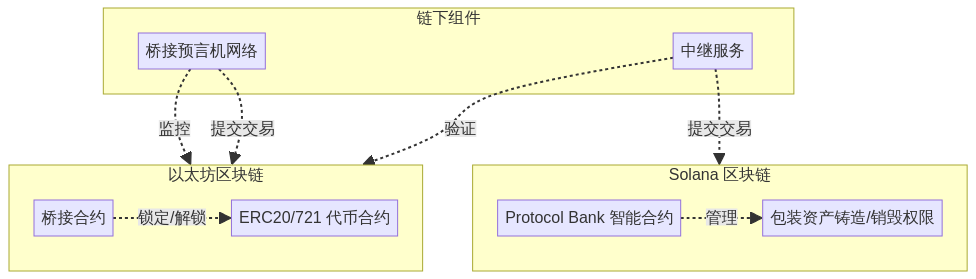 链下组件
桥接预言机网络
中继服务
监控
提交交易
验证
提交交易
以太坊区块链
Solana 区块链
桥接合约
锁定/解锁
ERC20/721 代币合约
Protocol Bank 智能合约
管理
包装资产铸造/销毁权限